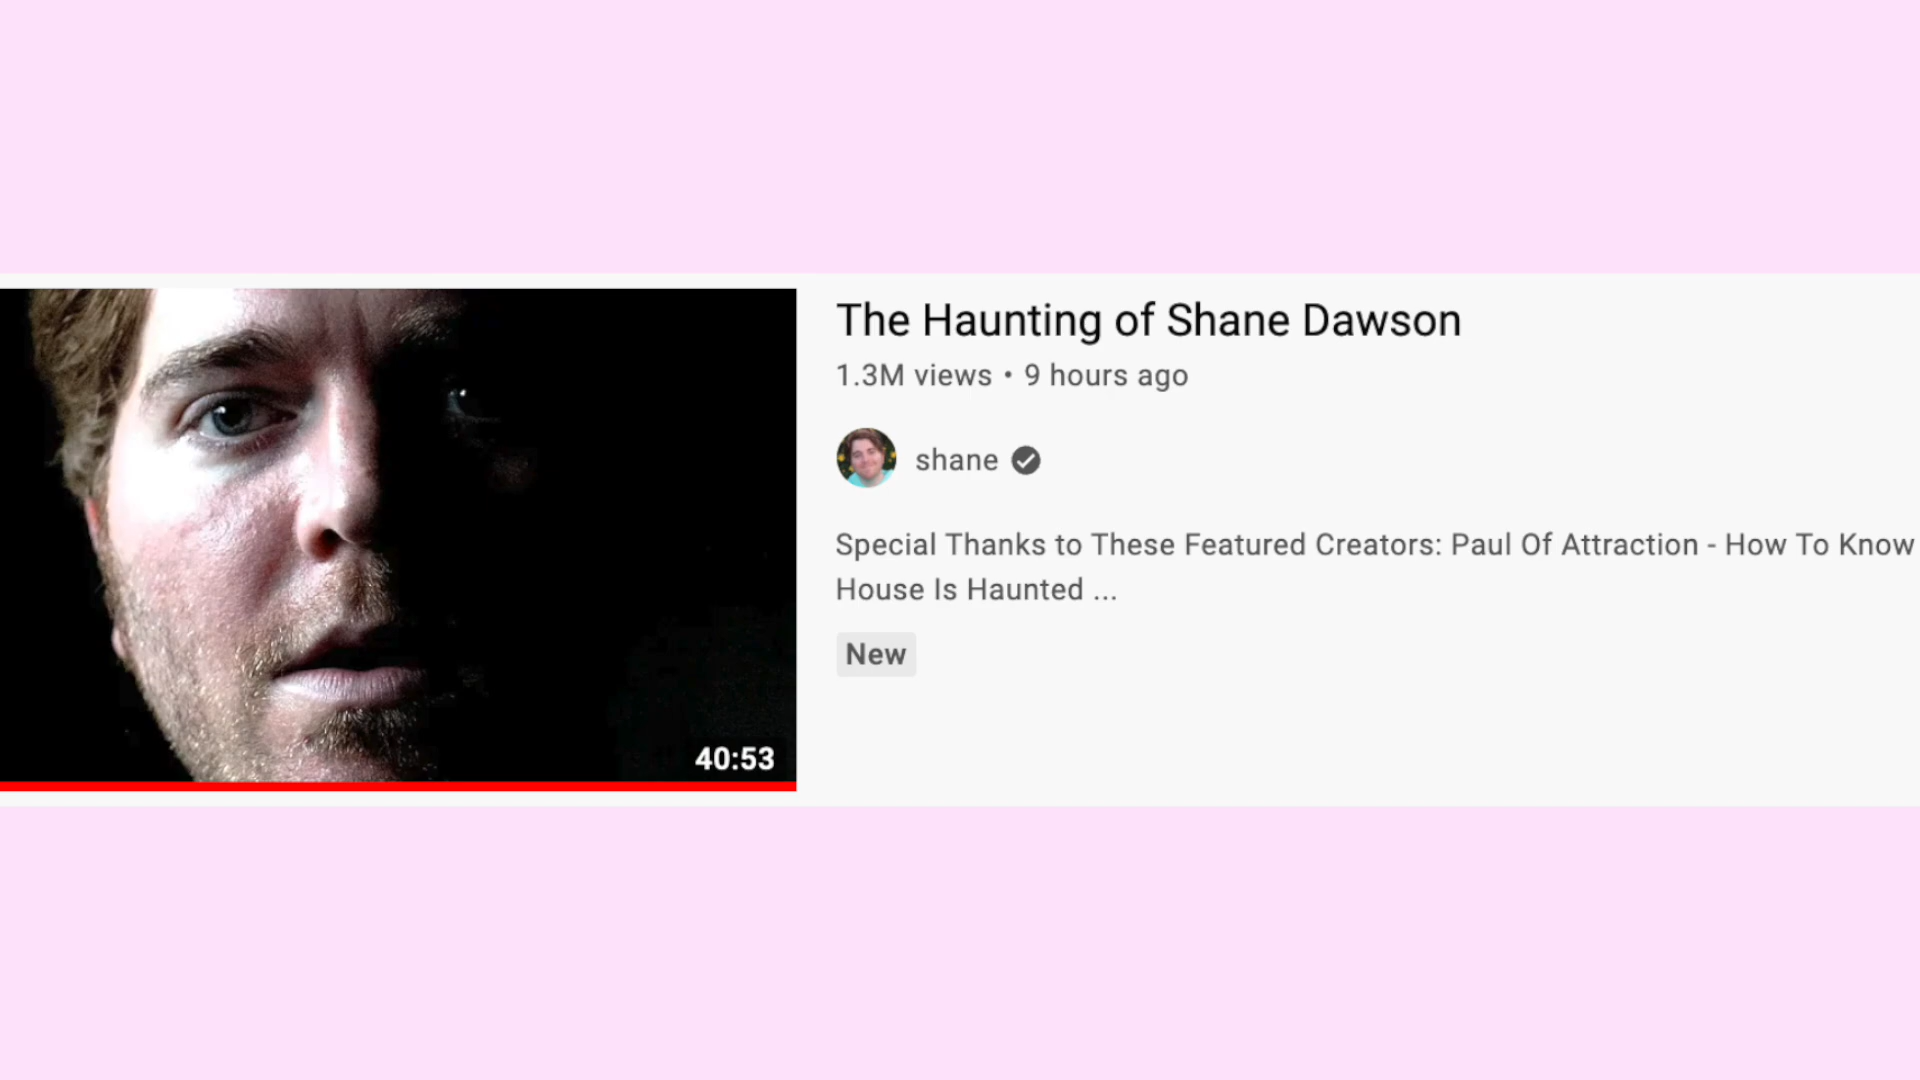 The Haunting of Shane Dawson
1.3M views • 9 hours ago
shane
Special Thanks to These Featured Creators: Paul Of Attraction - How To Know
House Is Haunted ...
New
40:53